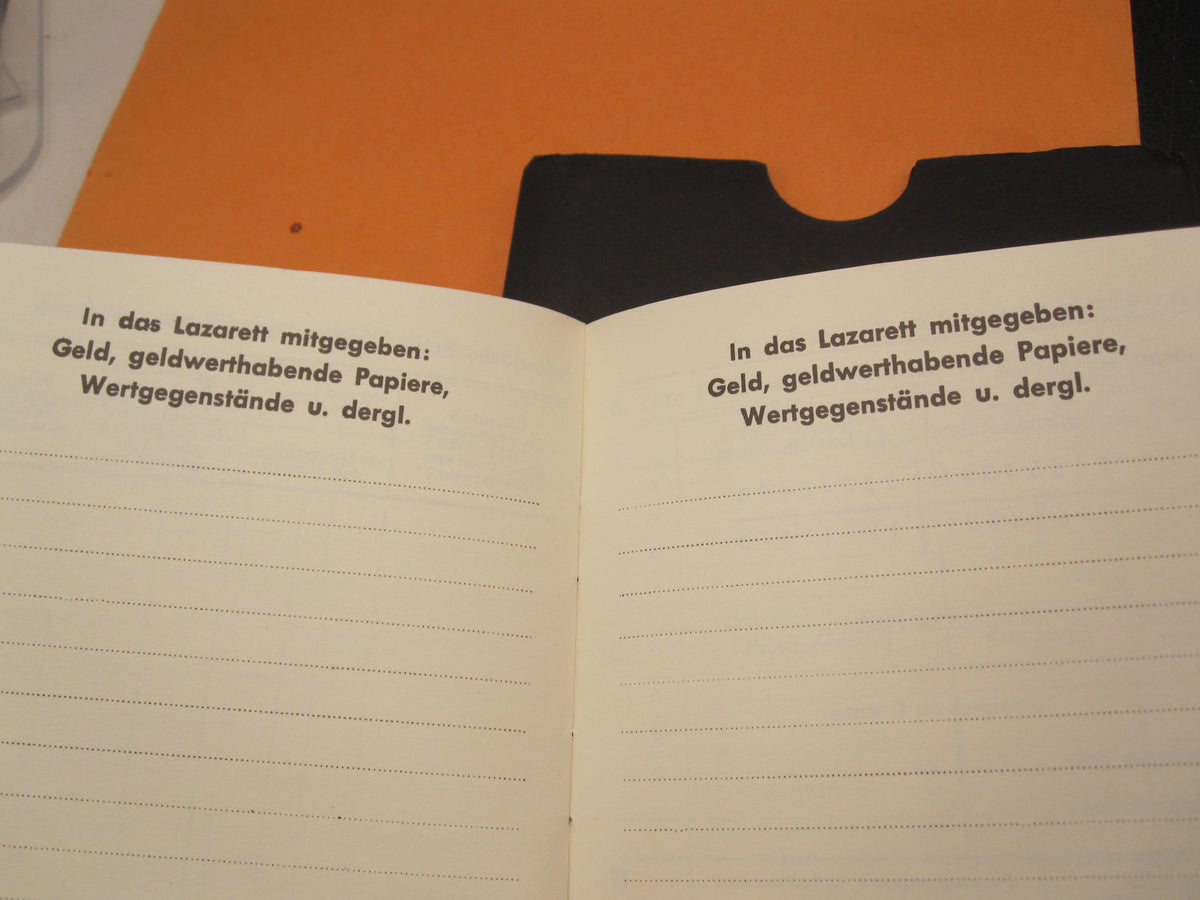 In das Lazarett mitgegeben:
Geld, geldwerthabende Papiere,
Wertgegenstände u. dergl.
In das Lazarett mitgegeben:
Geld, geldwerthabende Papiere,
Wertgegenstände u. dergl.